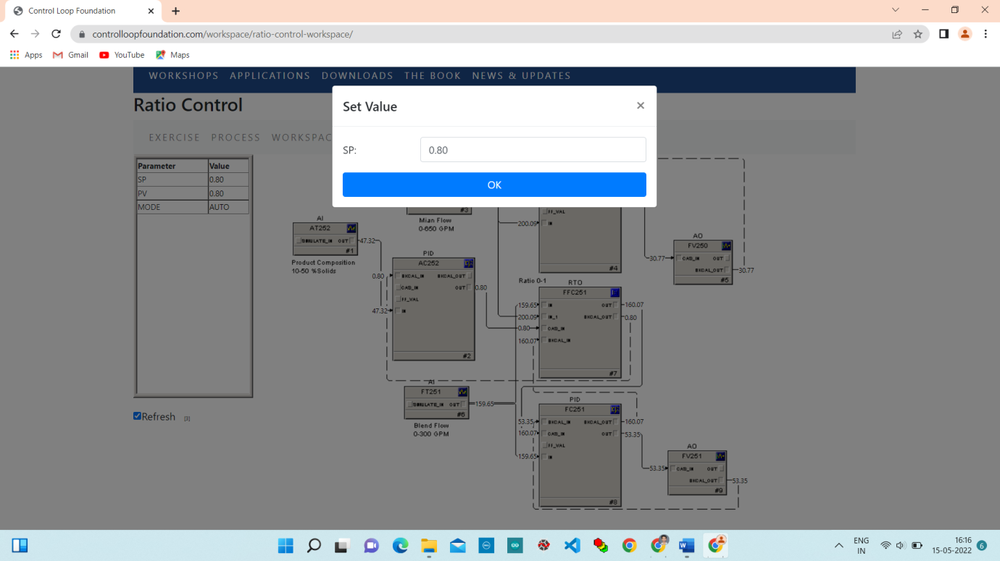 Control Loop Foundation
controlloopfoundation.com/workspace/ratio-control-workspace/
Apps Gmail YouTube Maps
WORKSHOPS APPLICATIONS DOWNLOADS THE BOOK NEWS & UPDATES
Ratio Control
Set Value
EXERCISE PROCESS WORKSPAC
SP: 0.80
OK
Parameter Value
SP 0.80
PV 0.80
MODE AUTO
Refresh [3]
#3
Mian Flow
0-650 GPM
AI
AT252
SIMULATE_IN OUT 47.32
#1
Product Composition
10-50 %Solids
PID
AC252
0.80 BKCAL_IN BKCAL_OUT
CAS_IN OUT 0.80
FF_VAL
47.32 IN
#2
FF_VAL
200.09 IN
#4
AO
FV250
30.77 CAS_IN OUT
BKCAL_OUT 30.77
#5
Ratio 0-1
RTO
FFC251
159.65 IN OUT 160.07
200.09 IN_1 BKCAL_OUT 0.80
0.80 CAS_IN
160.07 BKCAL_IN
#7
AI
FT251
SIMULATE_IN OUT 159.65
#6
Blend Flow
0-300 GPM
PID
FC251
53.35 BKCAL_IN BKCAL_OUT 160.07
160.07 CAS_IN OUT 53.35
FF_VAL
159.65 IN
#8
AO
FV251
53.35 CAS_IN OUT
BKCAL_OUT 53.35
#9
ENG
IN
16:16
15-05-2022
6